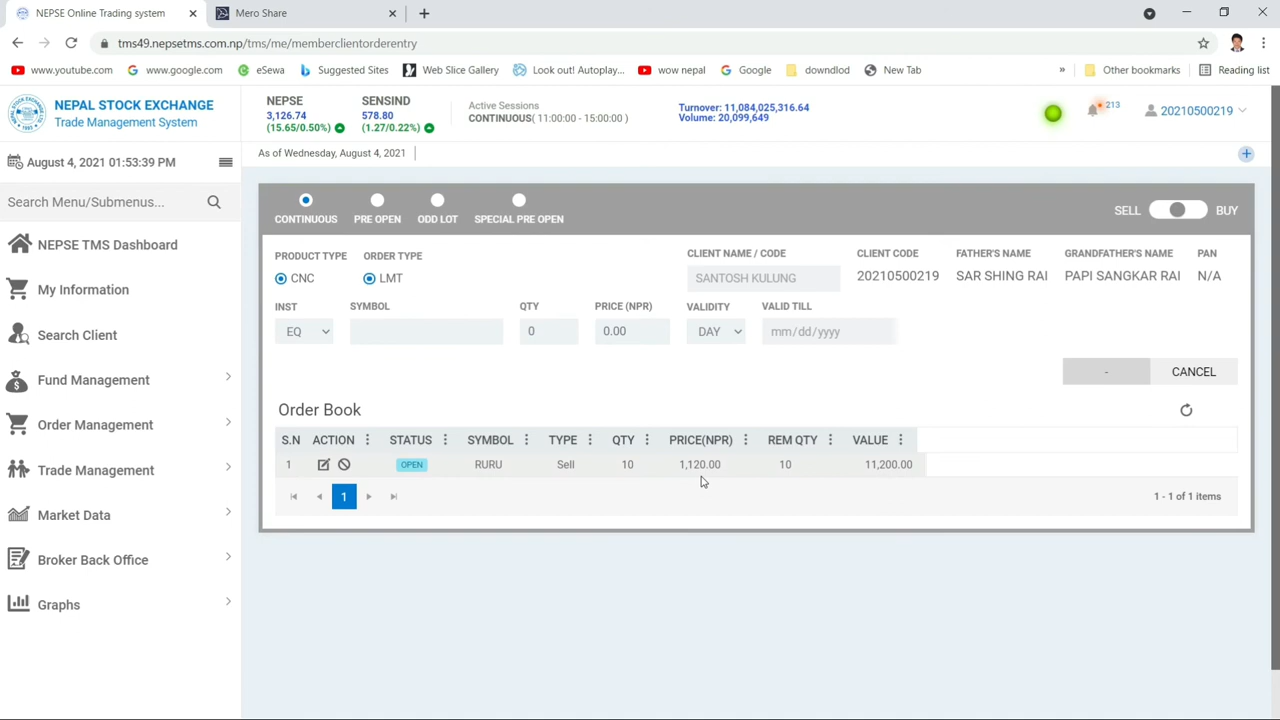 NEPSE Online Trading system
Mero Share
tms49.nepsetms.com.np/tms/me/memberclientorderentry
www.youtube.com
www.google.com
eSewa
Suggested Sites
Web Slice Gallery
Look out! Autoplay...
wow nepal
Google
downdlod
New Tab
»
Other bookmarks
Reading list
NEPAL STOCK EXCHANGE
Trade Management System
NEPSE
3,126.74
(15.65/0.50%)
SENSIND
578.80
(1.27/0.22%)
Active Sessions
CONTINUOUS( 11:00:00 - 15:00:00 )
Turnover: 11,084,025,316.64
Volume: 20,099,649
213
20210500219
August 4, 2021 01:53:39 PM
As of Wednesday, August 4, 2021
Search Menu/Submenus...
NEPSE TMS Dashboard
My Information
Search Client
Fund Management
Order Management
Trade Management
Market Data
Broker Back Office
Graphs
CONTINUOUS
PRE OPEN
ODD LOT
SPECIAL PRE OPEN
SELL
BUY
PRODUCT TYPE
ORDER TYPE
CLIENT NAME / CODE
CLIENT CODE
FATHER'S NAME
GRANDFATHER'S NAME
PAN
CNC
LMT
SANTOSH KULUNG
20210500219
SAR SHING RAI
PAPI SANGKAR RAI
N/A
INST
SYMBOL
QTY
PRICE (NPR)
VALIDITY
VALID TILL
EQ
0
0.00
DAY
mm/dd/yyyy
-
CANCEL
Order Book
S.N ACTION STATUS SYMBOL TYPE QTY PRICE(NPR) REM QTY VALUE
1 OPEN RURU Sell 10 1,120.00 10 11,200.00
1
1 - 1 of 1 items